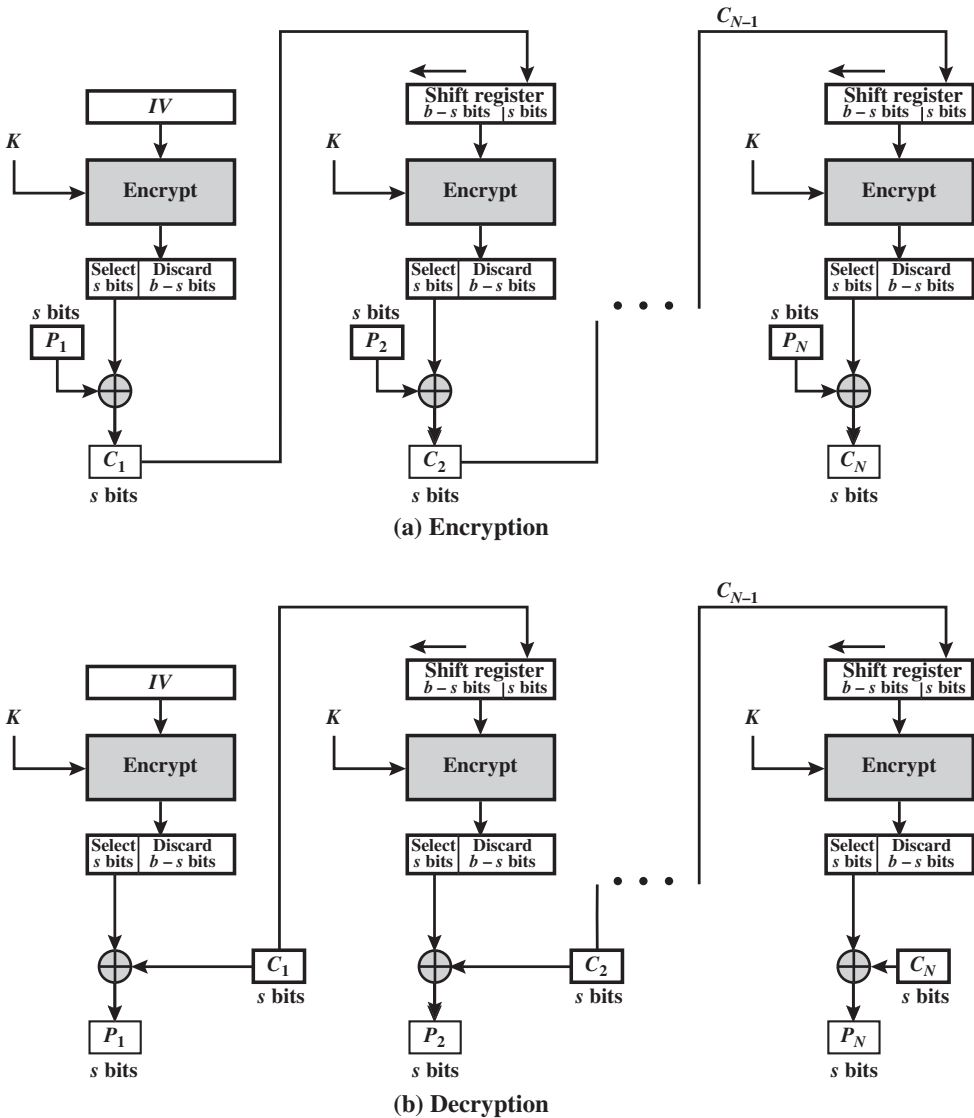 C_{N–1}
IV
Shift register
b – s bits | s bits
Shift register
b – s bits | s bits
K
K
K
Encrypt
Encrypt
Encrypt
Select Discard
s bits b – s bits
Select Discard
s bits b – s bits
Select Discard
s bits b – s bits
s bits
s bits
s bits
P_1
P_2
P_N
C_1
C_2
C_N
s bits
s bits
s bits
(a) Encryption
C_{N–1}
IV
Shift register
b – s bits | s bits
Shift register
b – s bits | s bits
K
K
K
Encrypt
Encrypt
Encrypt
Select Discard
s bits b – s bits
Select Discard
s bits b – s bits
Select Discard
s bits b – s bits
C_1
C_2
C_N
s bits
s bits
s bits
P_1
P_2
P_N
s bits
s bits
s bits
(b) Decryption